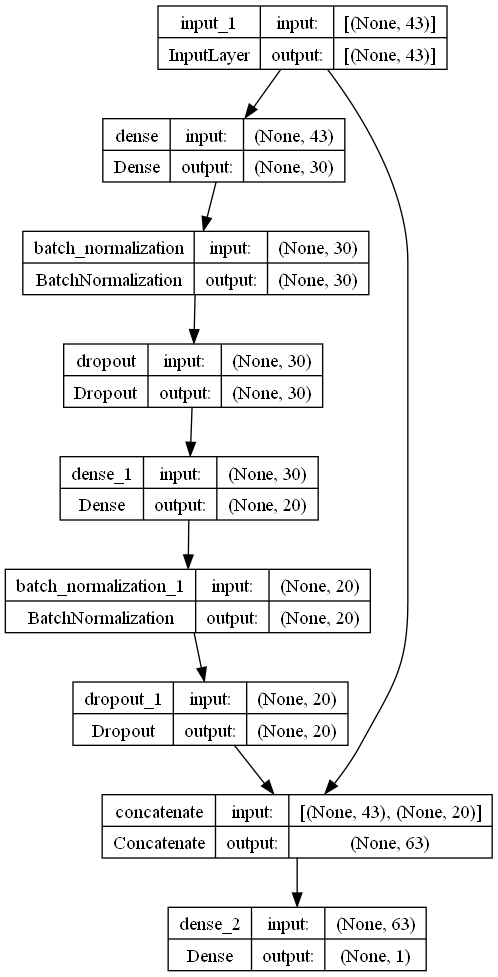 input_1 input: [(None, 43)]
InputLayer output: [(None, 43)]
dense input: (None, 43)
Dense output: (None, 30)
batch_normalization input: (None, 30)
BatchNormalization output: (None, 30)
dropout input: (None, 30)
Dropout output: (None, 30)
dense_1 input: (None, 30)
Dense output: (None, 20)
batch_normalization_1 input: (None, 20)
BatchNormalization output: (None, 20)
dropout_1 input: (None, 20)
Dropout output: (None, 20)
concatenate input: [(None, 43), (None, 20)]
Concatenate output: (None, 63)
dense_2 input: (None, 63)
Dense output: (None, 1)